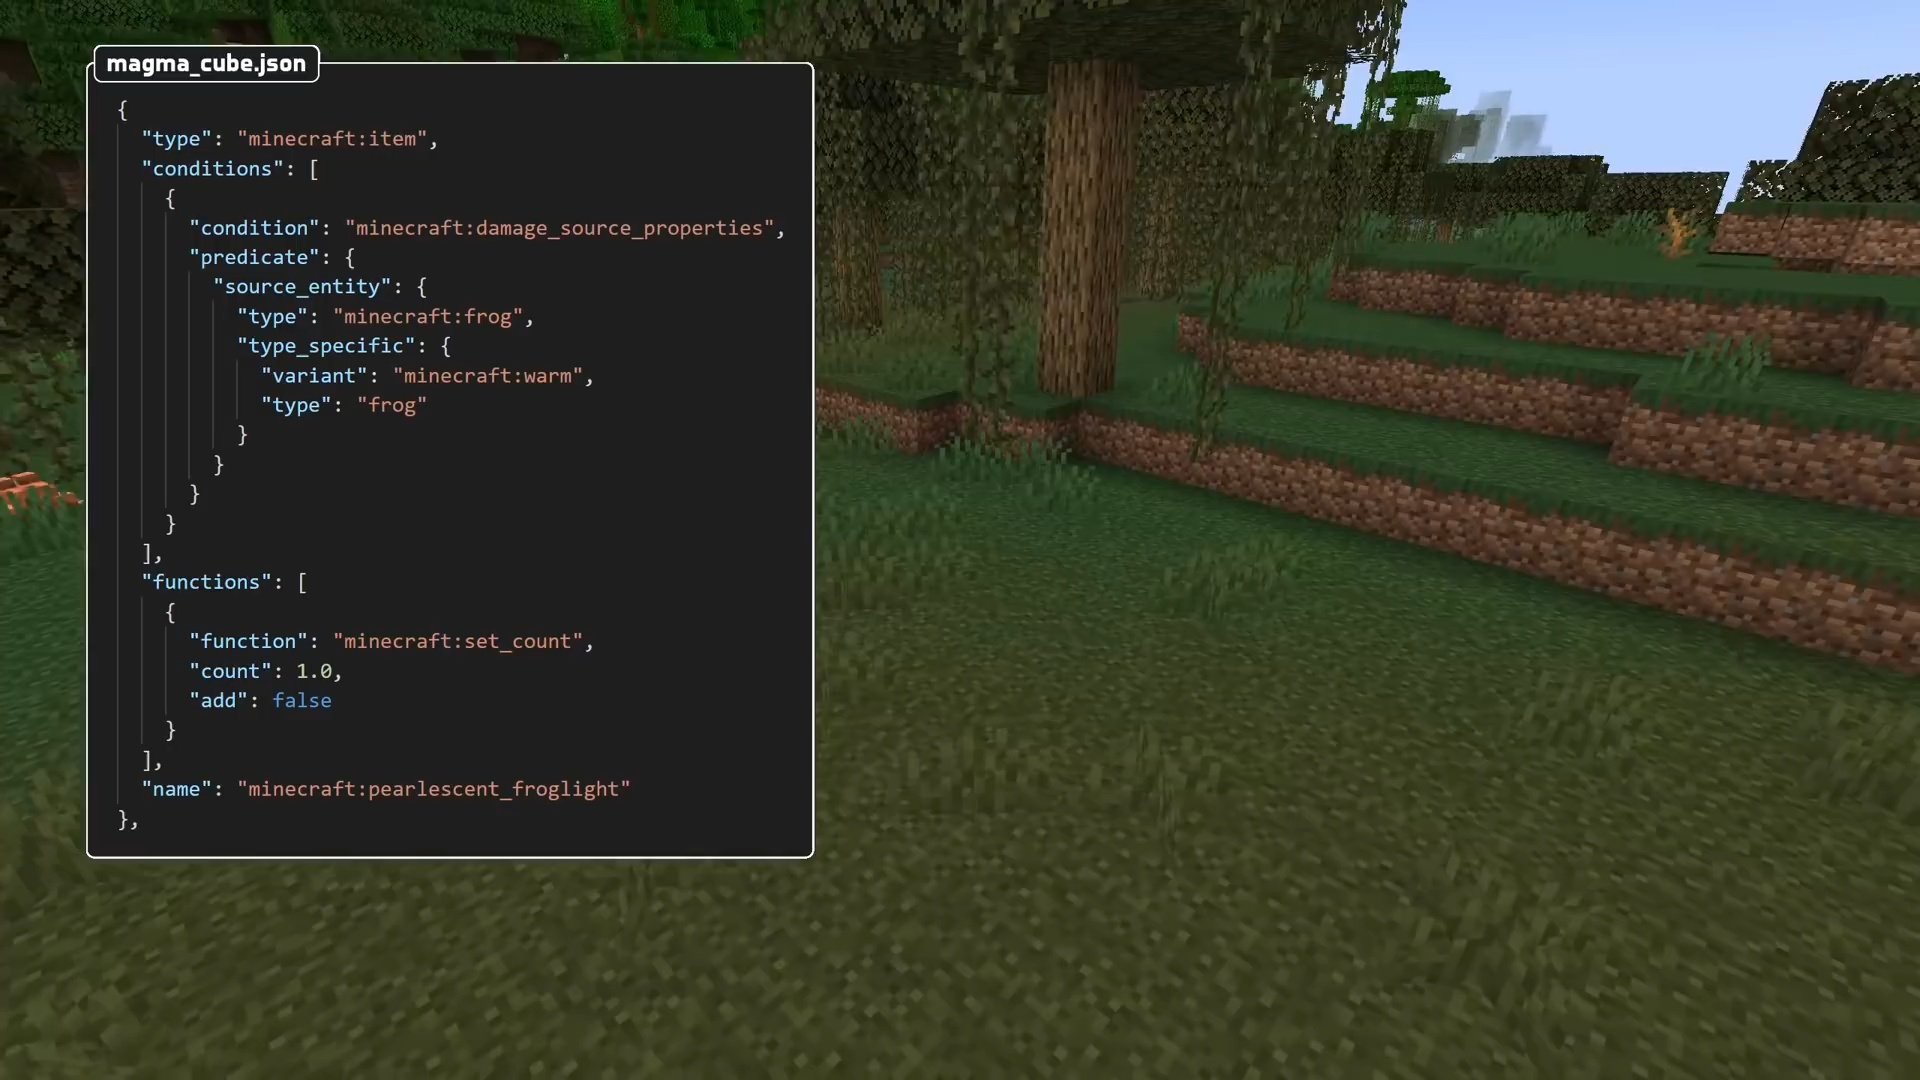 magma_cube.json
{
"type": "minecraft:item",
"conditions": [
{
"condition": "minecraft:damage_source_properties",
"predicate": {
"source_entity": {
"type": "minecraft:frog",
"type_specific": {
"variant": "minecraft:warm",
"type": "frog"
}
}
}
}
],
"functions": [
{
"function": "minecraft:set_count",
"count": 1.0,
"add": false
}
],
"name": "minecraft:pearlescent_froglight"
},